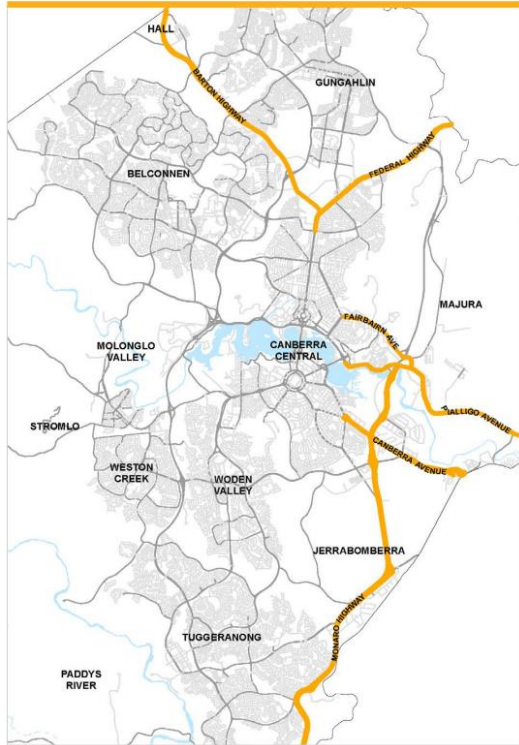 HALL
GUNGAHLIN
BARTON HIGHWAY
FEDERAL HIGHWAY
BELCONNEN
MAJURA
FAIRBAIRN AVE
MOLONGLO
VALLEY
CANBERRA
CENTRAL
PIALLIGO AVENUE
STROMLO
CANBERRA AVENUE
WESTON
CREEK
WODEN
VALLEY
JERRABOMBERRA
MONARO HIGHWAY
TUGGERANONG
PADDYS
RIVER